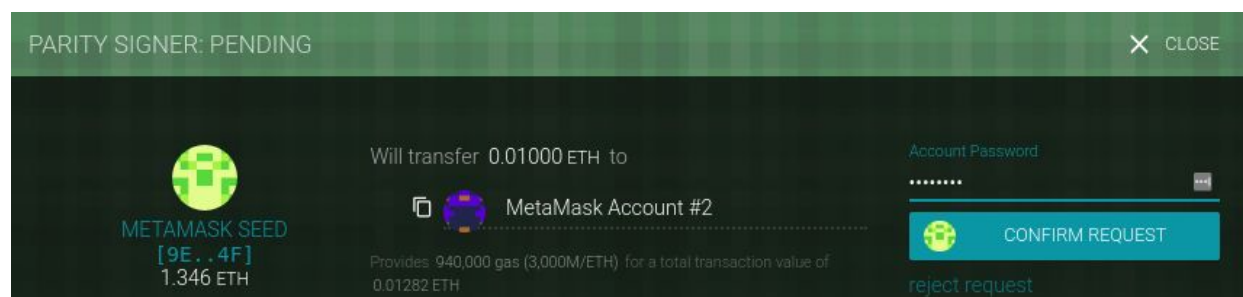 PARITY SIGNER: PENDING
CLOSE
METAMASK SEED
[9E..4F]
1.346 ETH
Will transfer 0.01000 ETH to
MetaMask Account #2
Provides 940,000 gas (3,000M/ETH) for a total transaction value of
0.01282 ETH
Account Password
••••••••
CONFIRM REQUEST
reject request